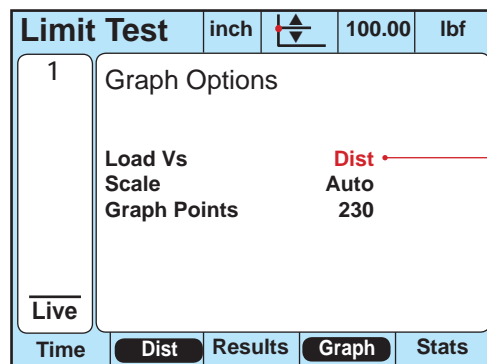 Limit Test inch 100.00 lbf
1
Graph Options
Load Vs Dist
Scale Auto
Graph Points 230
Live
Time Dist Results Graph Stats